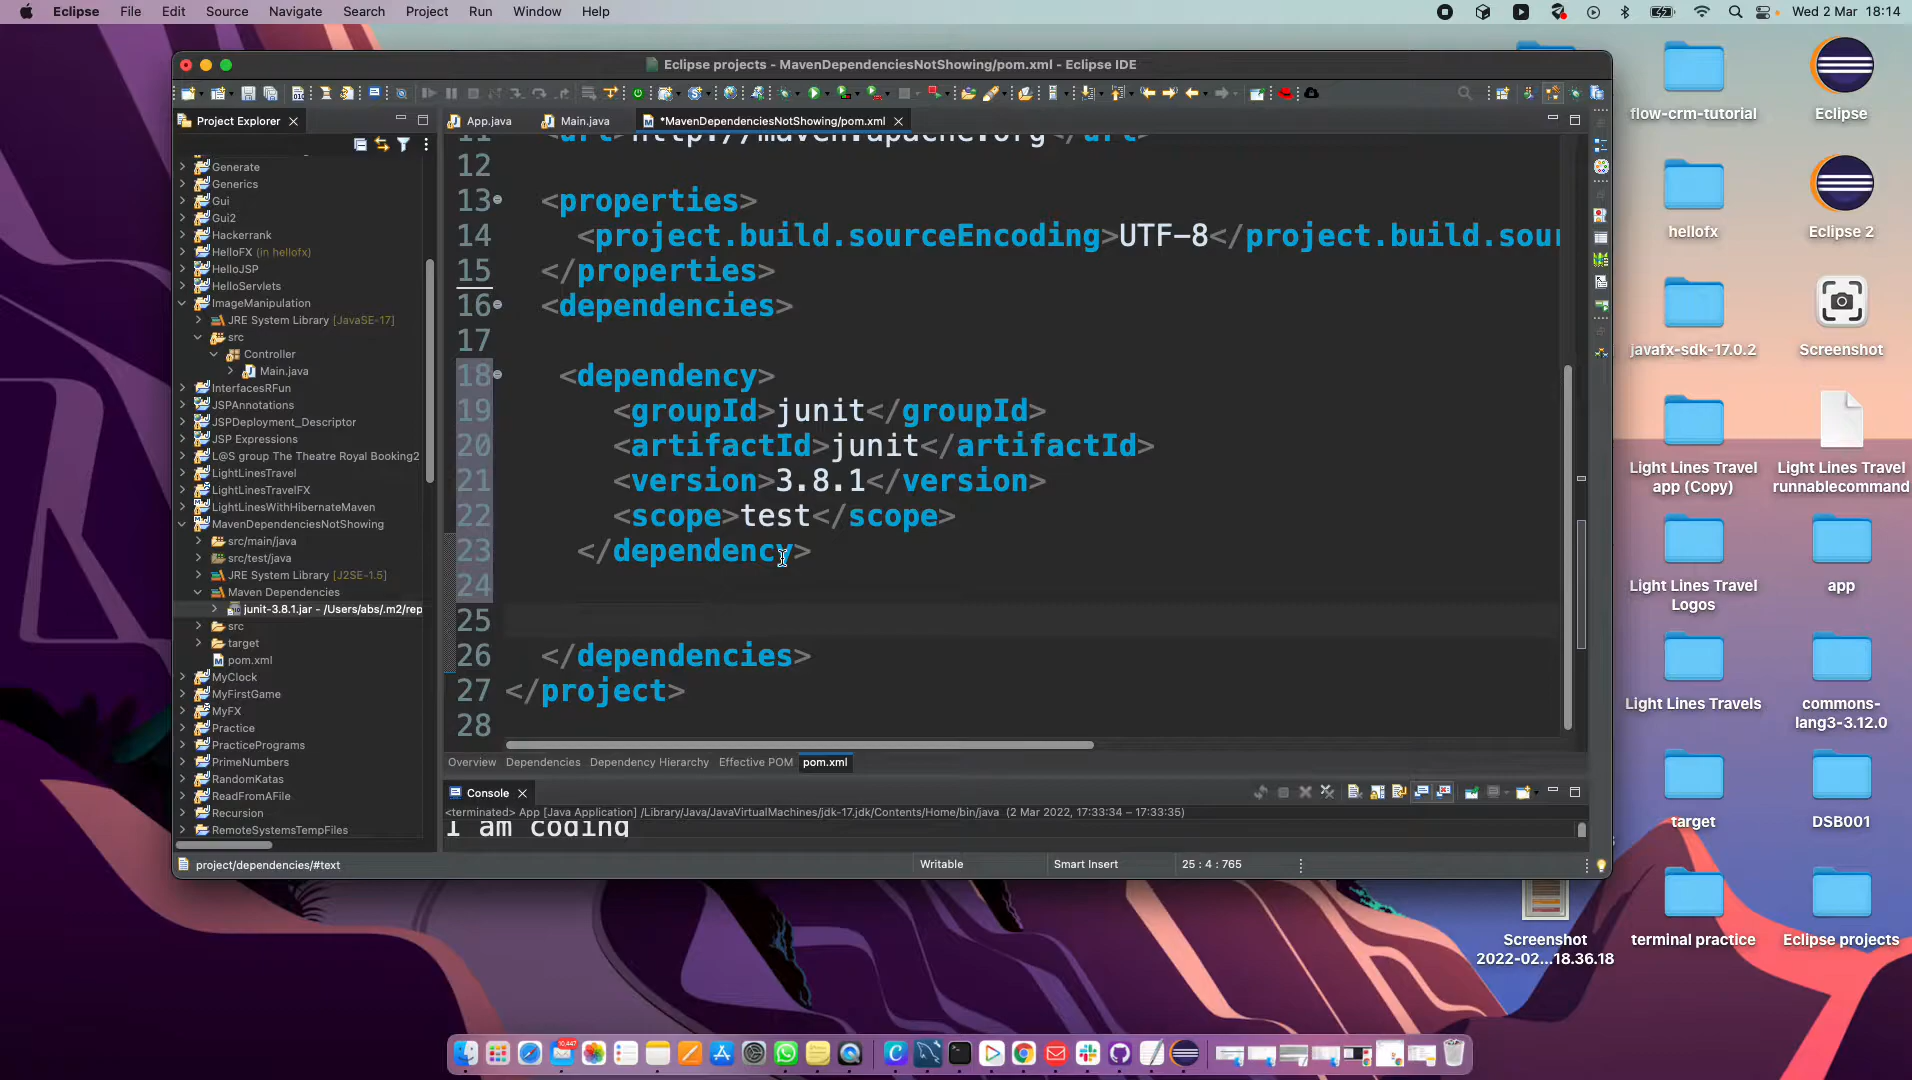 Eclipse File Edit Source Navigate Search Project Run Window Help
Wed 2 Mar 18:14
Eclipse projects - MavenDependenciesNotShowing/pom.xml - Eclipse IDE
Project Explorer
App.java
Main.java
*MavenDependenciesNotShowing/pom.xml
Generate
Generics
Gui
Gui2
Hackerrank
HelloFX (in hellofx)
HelloJSP
HelloServlets
ImageManipulation
JRE System Library [JavaSE-17]
src
Controller
Main.java
InterfacesRFun
JSPAnnotations
JSPDeployment_Descriptor
JSP Expressions
L@S group The Theatre Royal Booking2
LightLinesTravel
LightLinesTravelFX
LightLinesWithHibernateMaven
MavenDependenciesNotShowing
src/main/java
src/test/java
JRE System Library [J2SE-1.5]
Maven Dependencies
junit-3.8.1.jar - /Users/abs/.m2/rep
src
target
pom.xml
MyClock
MyFirstGame
MyFX
Practice
PracticePrograms
PrimeNumbers
RandomKatas
ReadFromAFile
Recursion
RemoteSystemsTempFiles
11 <url>http://maven.apache.org</url>
12
13 <properties>
14 <project.build.sourceEncoding>UTF-8</project.build.sour
15 </properties>
16 <dependencies>
17
18 <dependency>
19 <groupId>junit</groupId>
20 <artifactId>junit</artifactId>
21 <version>3.8.1</version>
22 <scope>test</scope>
23 </dependency>
24
25
26 </dependencies>
27 </project>
28
Overview Dependencies Dependency Hierarchy Effective POM pom.xml
Console
<terminated> App [Java Application] /Library/Java/JavaVirtualMachines/jdk-17.jdk/Contents/Home/bin/java (2 Mar 2022, 17:33:34 – 17:33:35)
I am coding
project/dependencies/#text
Writable
Smart Insert
25 : 4 : 765
flow-crm-tutorial
Eclipse
hellofx
Eclipse 2
javafx-sdk-17.0.2
Screenshot
Light Lines Travel
app (Copy)
Light Lines Travel
runnablecommand
Light Lines Travel
Logos
app
Light Lines Travels
commons-
lang3-3.12.0
target
DSB001
Screenshot
2022-02...18.36.18
terminal practice
Eclipse projects
10,447